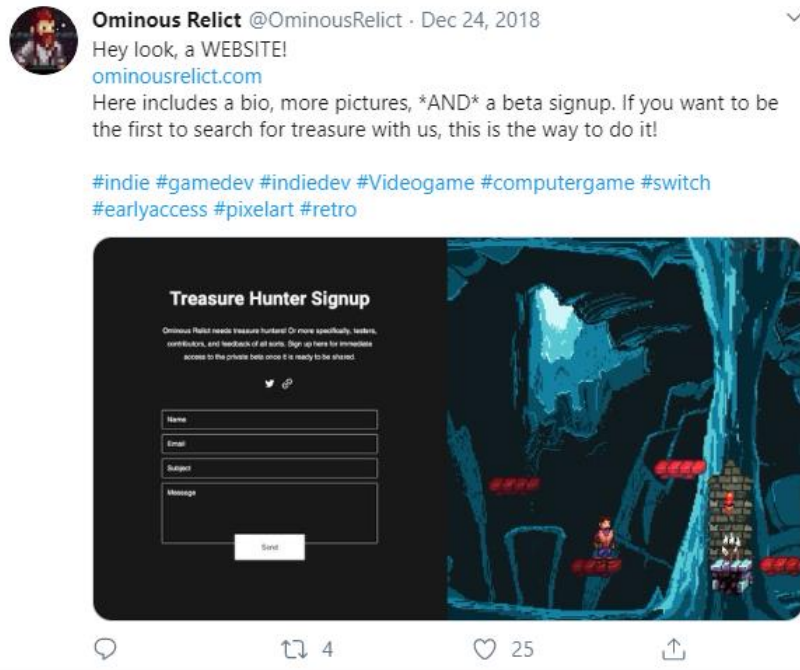 Ominous Relict @OminousRelict · Dec 24, 2018
Hey look, a WEBSITE!
ominousrelict.com
Here includes a bio, more pictures, *AND* a beta signup. If you want to be
the first to search for treasure with us, this is the way to do it!
#indie #gamedev #indiedev #Videogame #computergame #switch
#earlyaccess #pixelart #retro
Treasure Hunter Signup
Ominous Relict needs treasure hunters! Or more specifically, testers,
contributors, and feedback of all sorts. Sign up here for immediate
access to the private beta once it is ready to be shared.
Name
Email
Subject
Message
Send
4
25